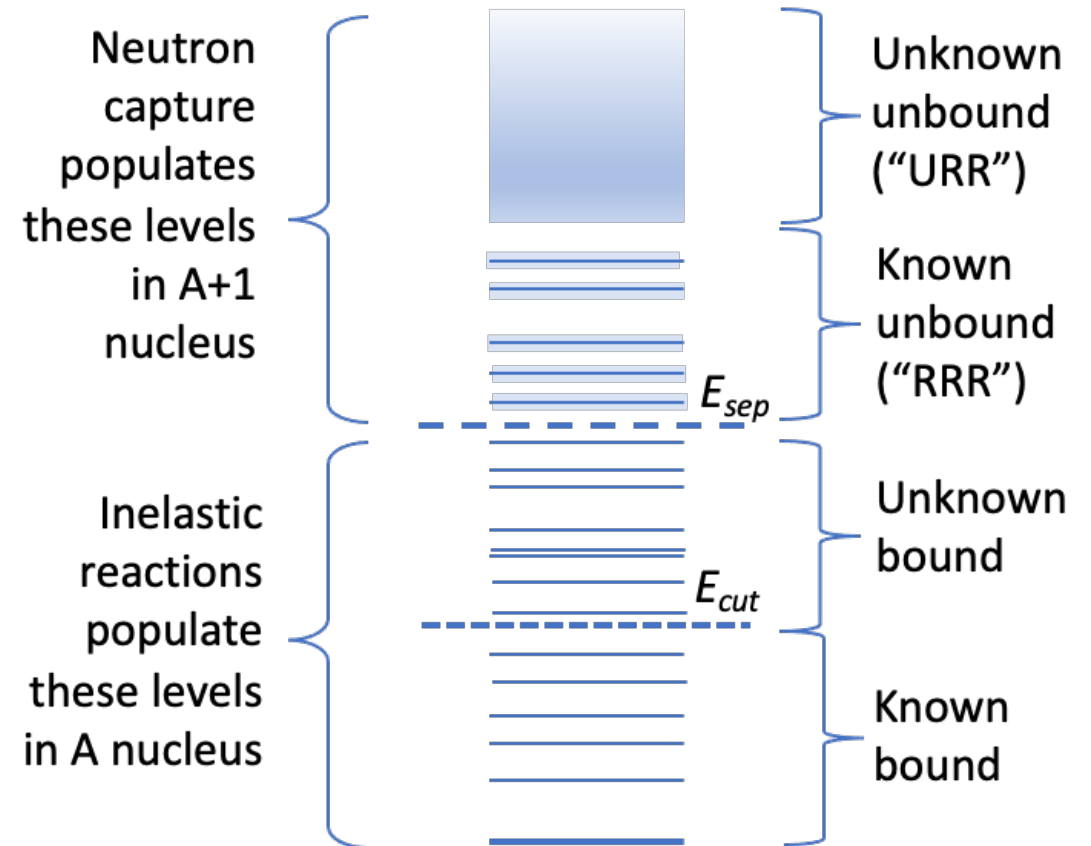 Neutron
capture
populates
these levels
in A+1
nucleus
Unknown
unbound
(“URR”)
Known
unbound
(“RRR”)
E_sep
Inelastic
reactions
populate
these levels
in A nucleus
Unknown
bound
E_cut
Known
bound